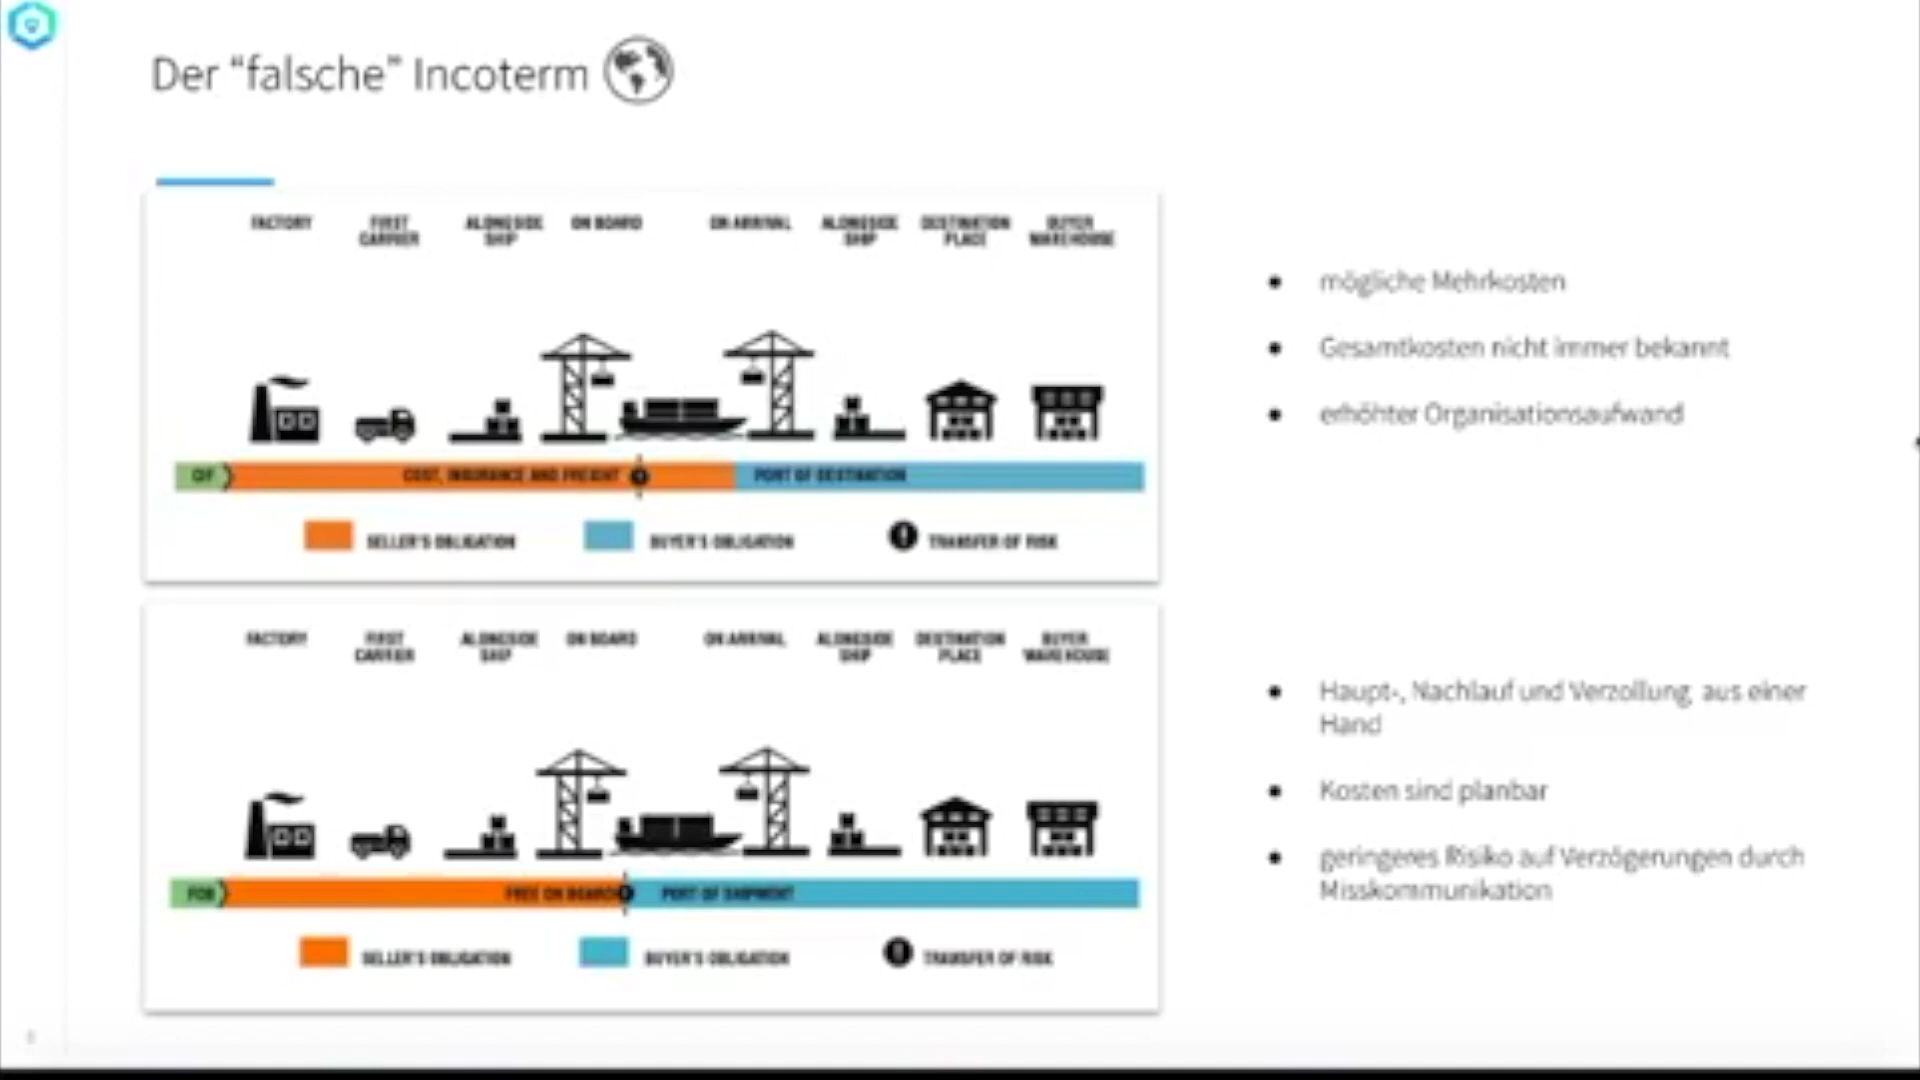 Der “falsche” Incoterm
FACTORY
FIRST
CARRIER
ALONGSIDE
SHIP
ON BOARD
ON ARRIVAL
ALONGSIDE
SHIP
DESTINATION
PLACE
BUYER
WAREHOUSE
CIF
COST, INSURANCE AND FREIGHT
PORT OF DESTINATION
SELLER'S OBLIGATION
BUYER'S OBLIGATION
TRANSFER OF RISK
mögliche Mehrkosten
Gesamtkosten nicht immer bekannt
erhöhter Organisationsaufwand
FACTORY
FIRST
CARRIER
ALONGSIDE
SHIP
ON BOARD
ON ARRIVAL
ALONGSIDE
SHIP
DESTINATION
PLACE
BUYER
WAREHOUSE
FOB
FREE ON BOARD
PORT OF SHIPMENT
SELLER'S OBLIGATION
BUYER'S OBLIGATION
TRANSFER OF RISK
Haupt-, Nachlauf und Verzollung aus einer
Hand
Kosten sind planbar
geringeres Risiko auf Verzögerungen durch
Misskommunikation